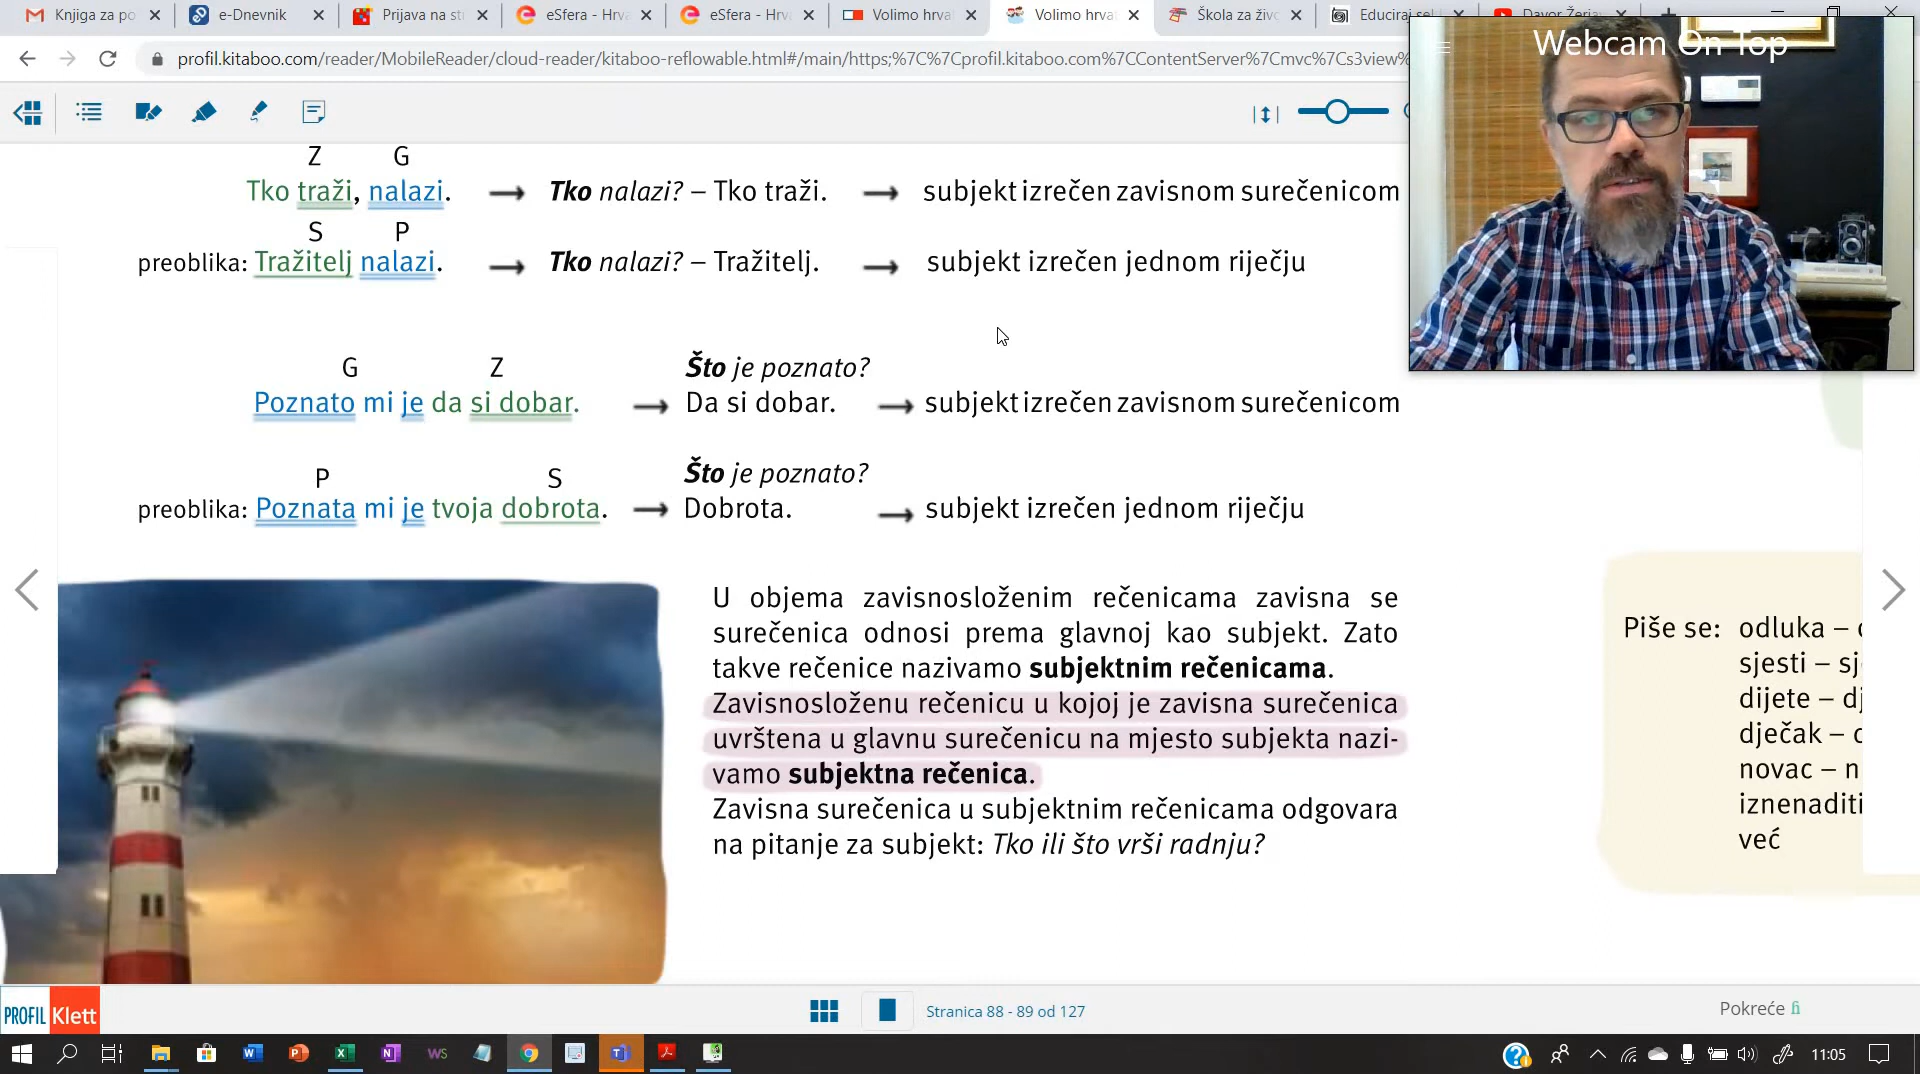 Knjiga za po
e-Dnevnik
Prijava na st
eSfera - Hrva
eSfera - Hrva
Volimo hrva
Volimo hrva
Škola za živo
Educiraj se!
Davor Žerja
profil.kitaboo.com/reader/MobileReader/cloud-reader/kitaboo-reflowable.html#/main/https;%7C%7Cprofil.kitaboo.com%7CContentServer%7Cmvc%7Cs3view%
Webcam On Top
Z G
Tko traži, nalazi. → Tko nalazi? – Tko traži. → subjekt izrečen zavisnom surečenicom
S P
preoblika: Tražitelj nalazi. → Tko nalazi? – Tražitelj. → subjekt izrečen jednom riječju
G Z Što je poznato?
Poznato mi je da si dobar. → Da si dobar. → subjekt izrečen zavisnom surečenicom
P S Što je poznato?
preoblika: Poznata mi je tvoja dobrota. → Dobrota. → subjekt izrečen jednom riječju
U objema zavisnosloženim rečenicama zavisna se
surečenica odnosi prema glavnoj kao subjekt. Zato
takve rečenice nazivamo subjektnim rečenicama.
Zavisnosloženu rečenicu u kojoj je zavisna surečenica
uvrštena u glavnu surečenicu na mjesto subjekta nazi-
vamo subjektna rečenica.
Zavisna surečenica u subjektnim rečenicama odgovara
na pitanje za subjekt: Tko ili što vrši radnju?
Piše se: odluka –
sjesti – sj
dijete – dj
dječak –
novac – n
iznenaditi
već
PROFIL Klett
Stranica 88 - 89 od 127
Pokreće
WS
11:05